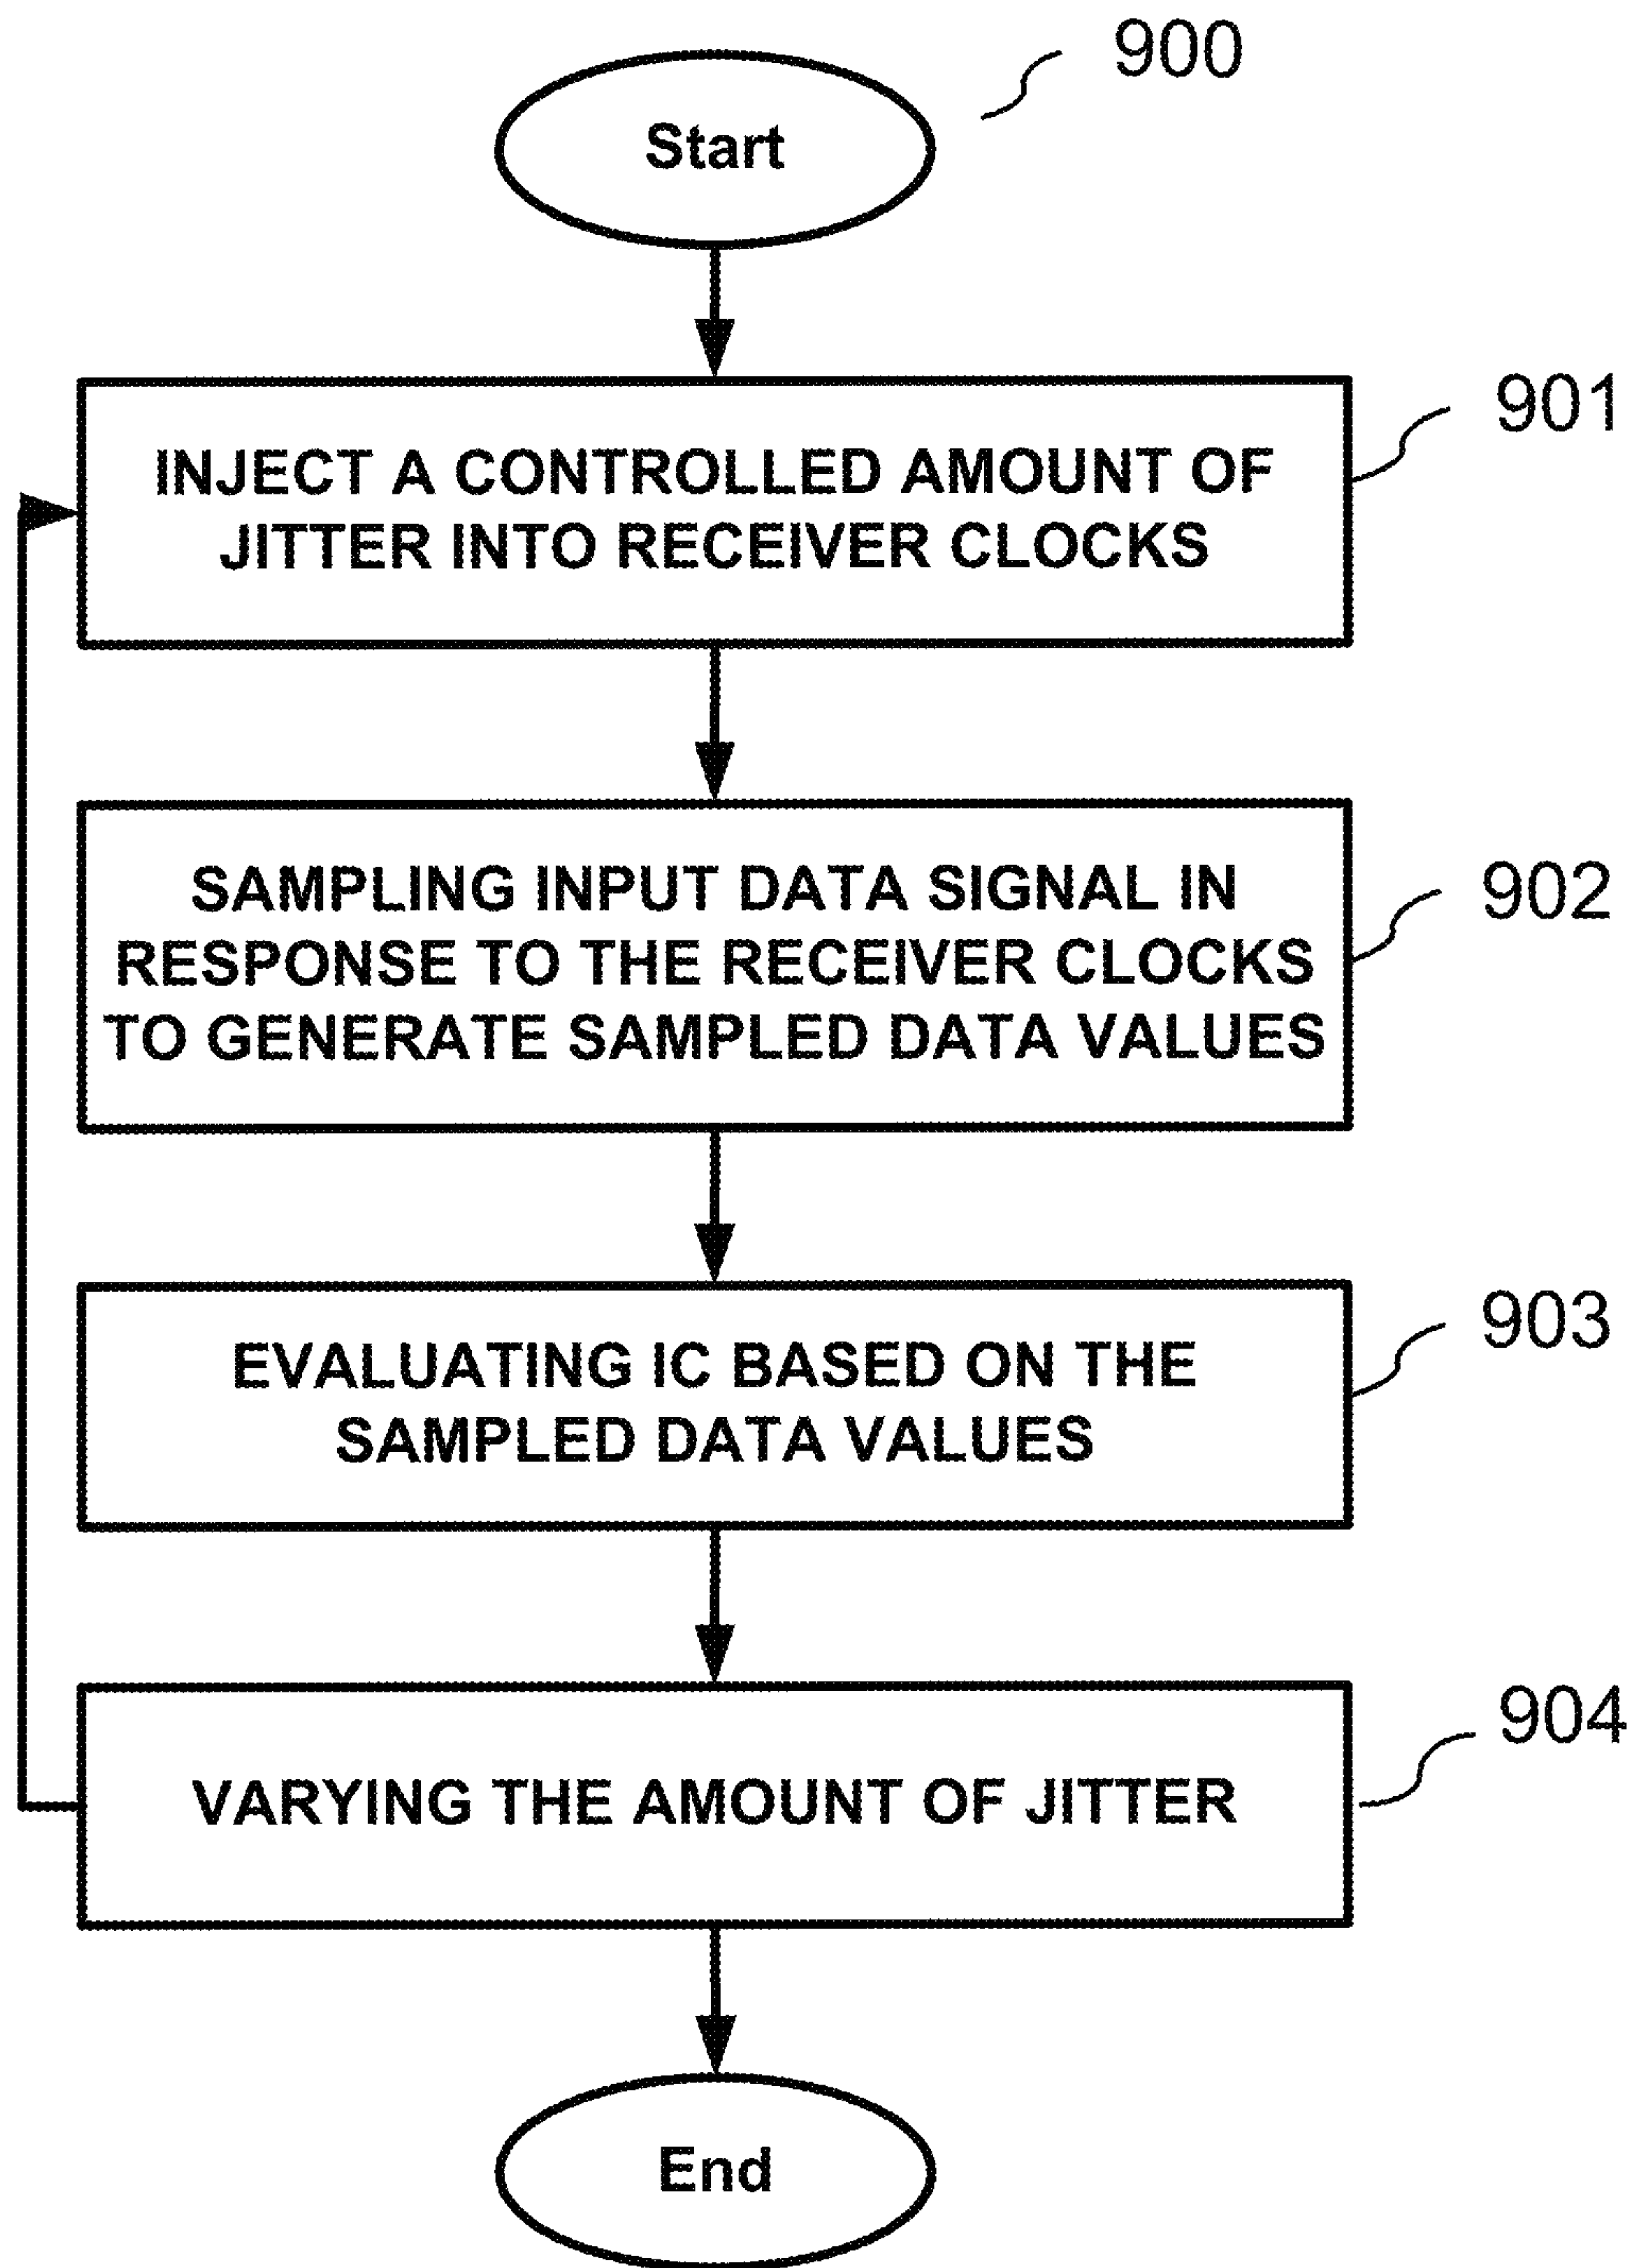 900
Start
901
INJECT A CONTROLLED AMOUNT OF
JITTER INTO RECEIVER CLOCKS
902
SAMPLING INPUT DATA SIGNAL IN
RESPONSE TO THE RECEIVER CLOCKS
TO GENERATE SAMPLED DATA VALUES
903
EVALUATING IC BASED ON THE
SAMPLED DATA VALUES
904
VARYING THE AMOUNT OF JITTER
End